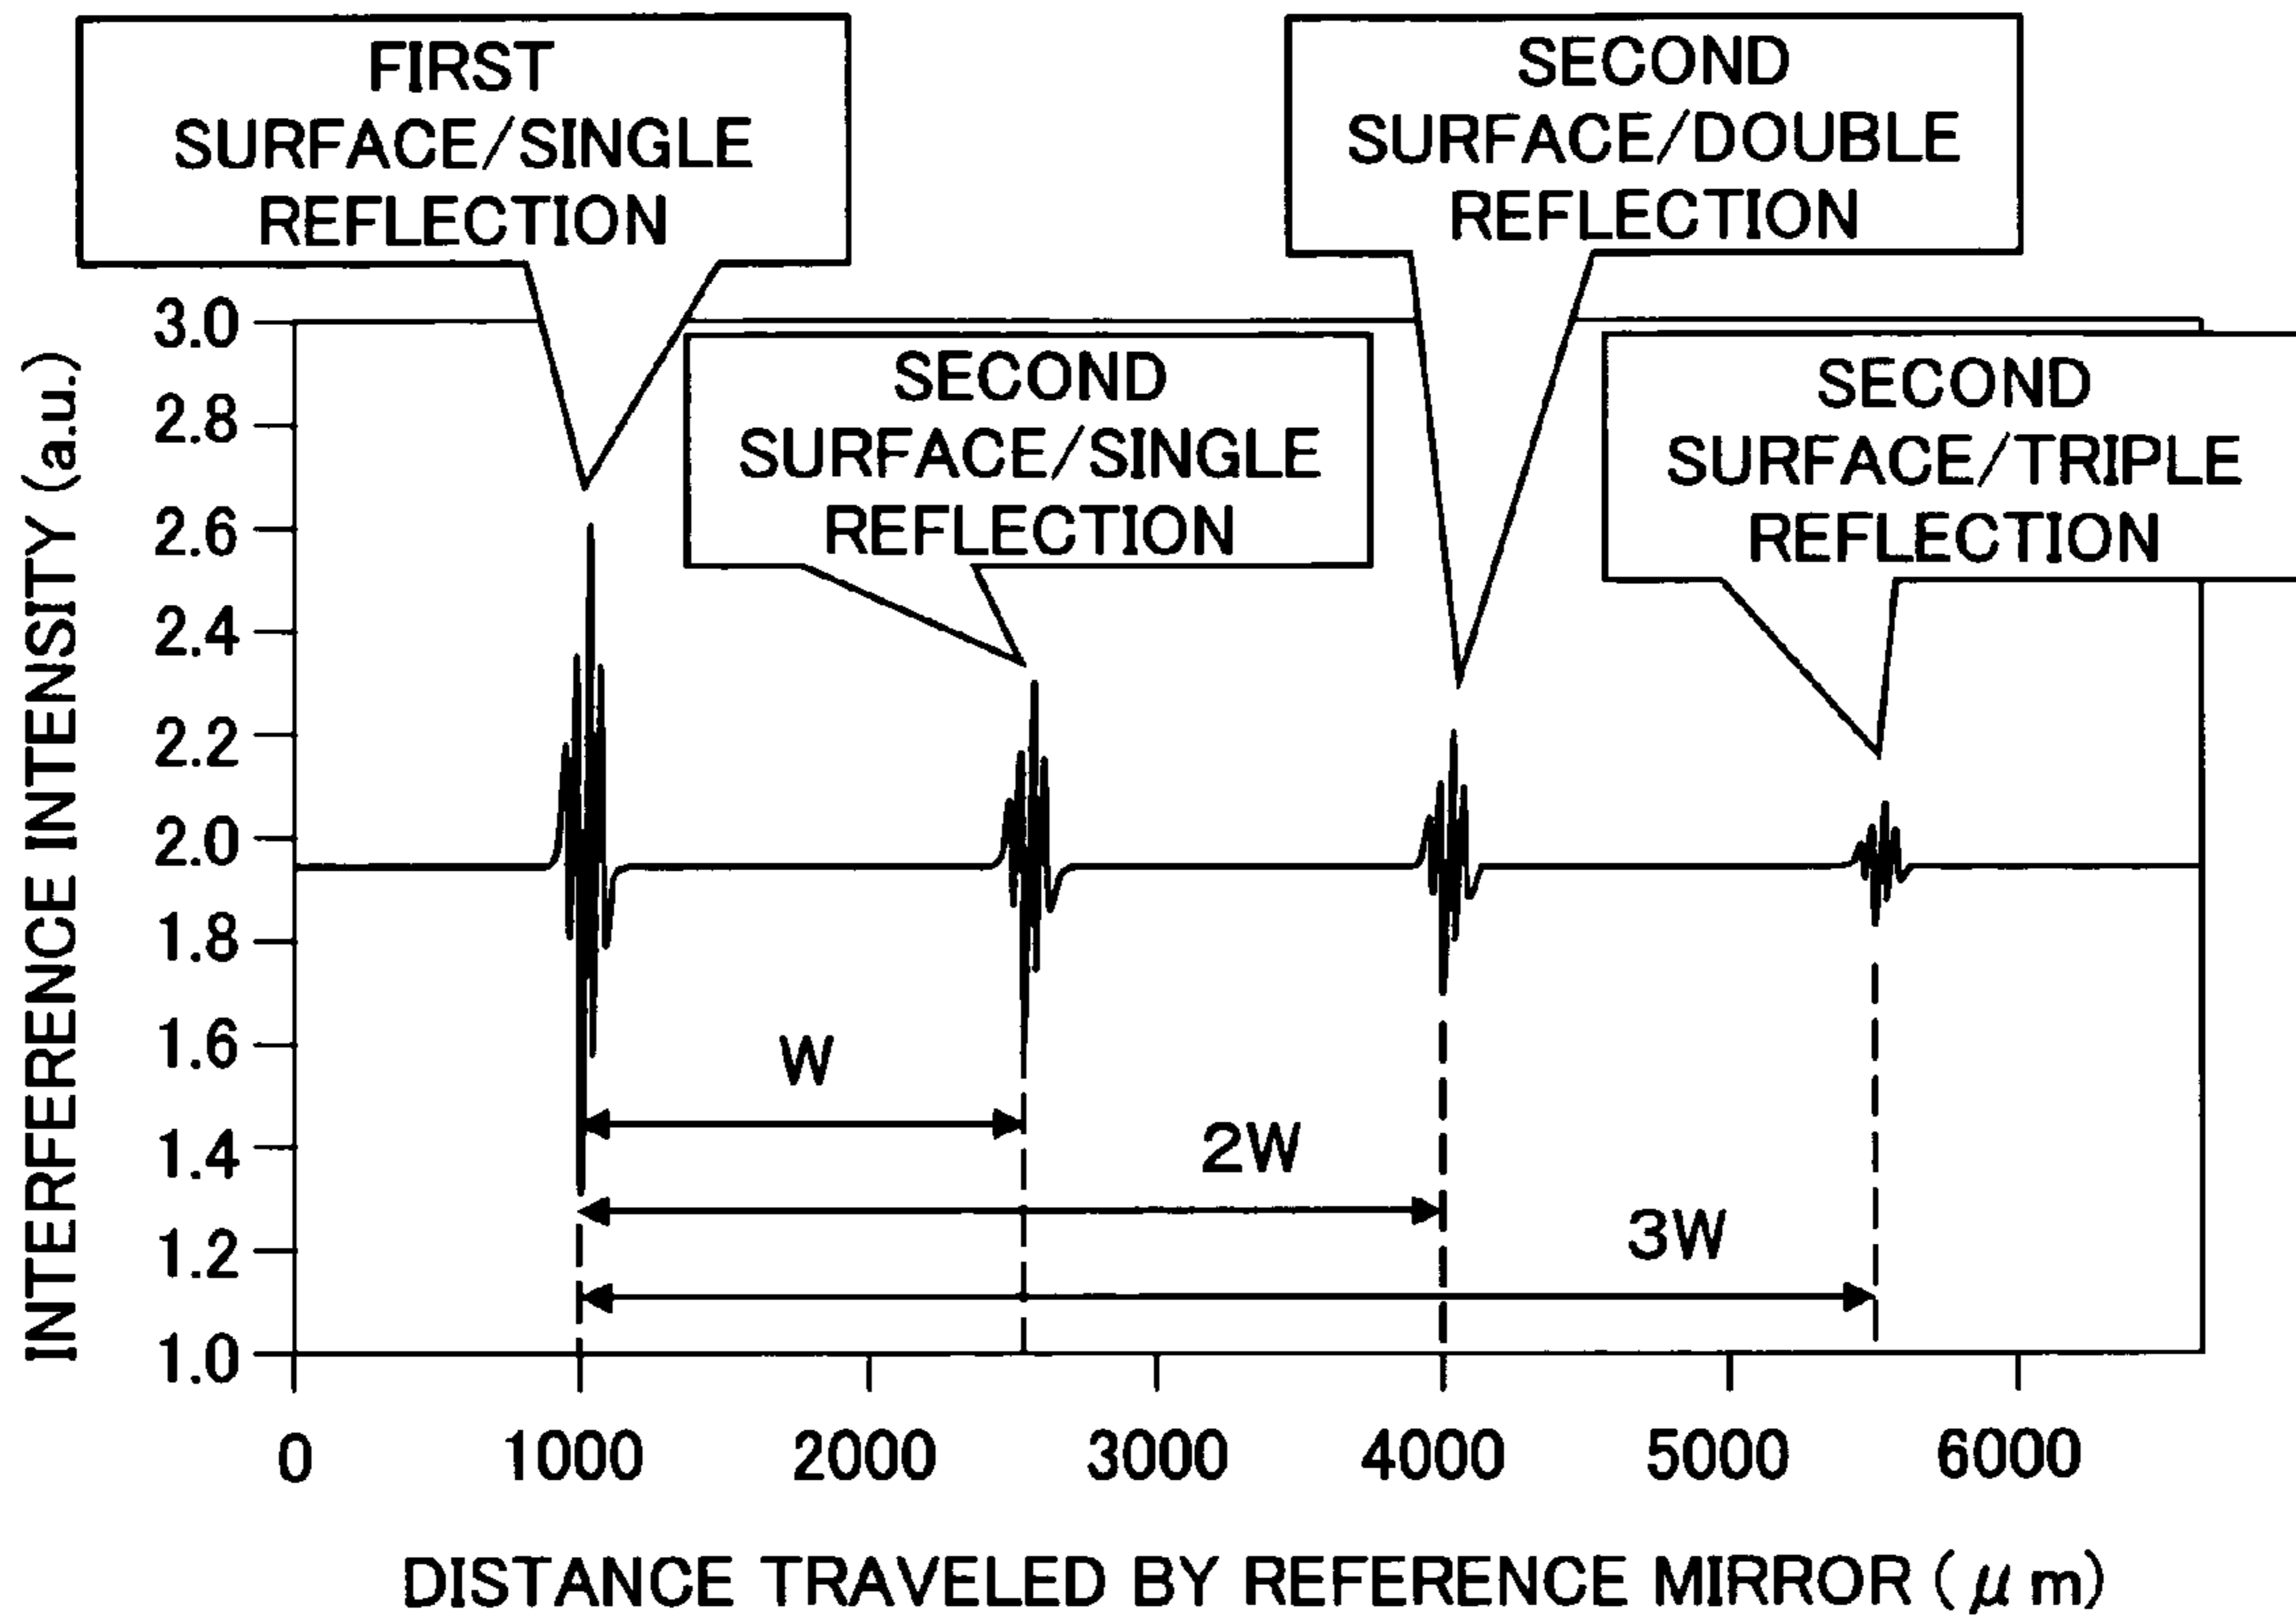 FIRST
SURFACE/SINGLE
REFLECTION
SECOND
SURFACE/DOUBLE
REFLECTION
SECOND
SURFACE/SINGLE
REFLECTION
SECOND
SURFACE/TRIPLE
REFLECTION
INTERFERENCE INTENSITY (a.u.)
3.0
2.8
2.6
2.4
2.2
2.0
1.8
1.6
1.4
1.2
1.0
W
2W
3W
0 1000 2000 3000 4000 5000 6000
DISTANCE TRAVELED BY REFERENCE MIRROR (μm)